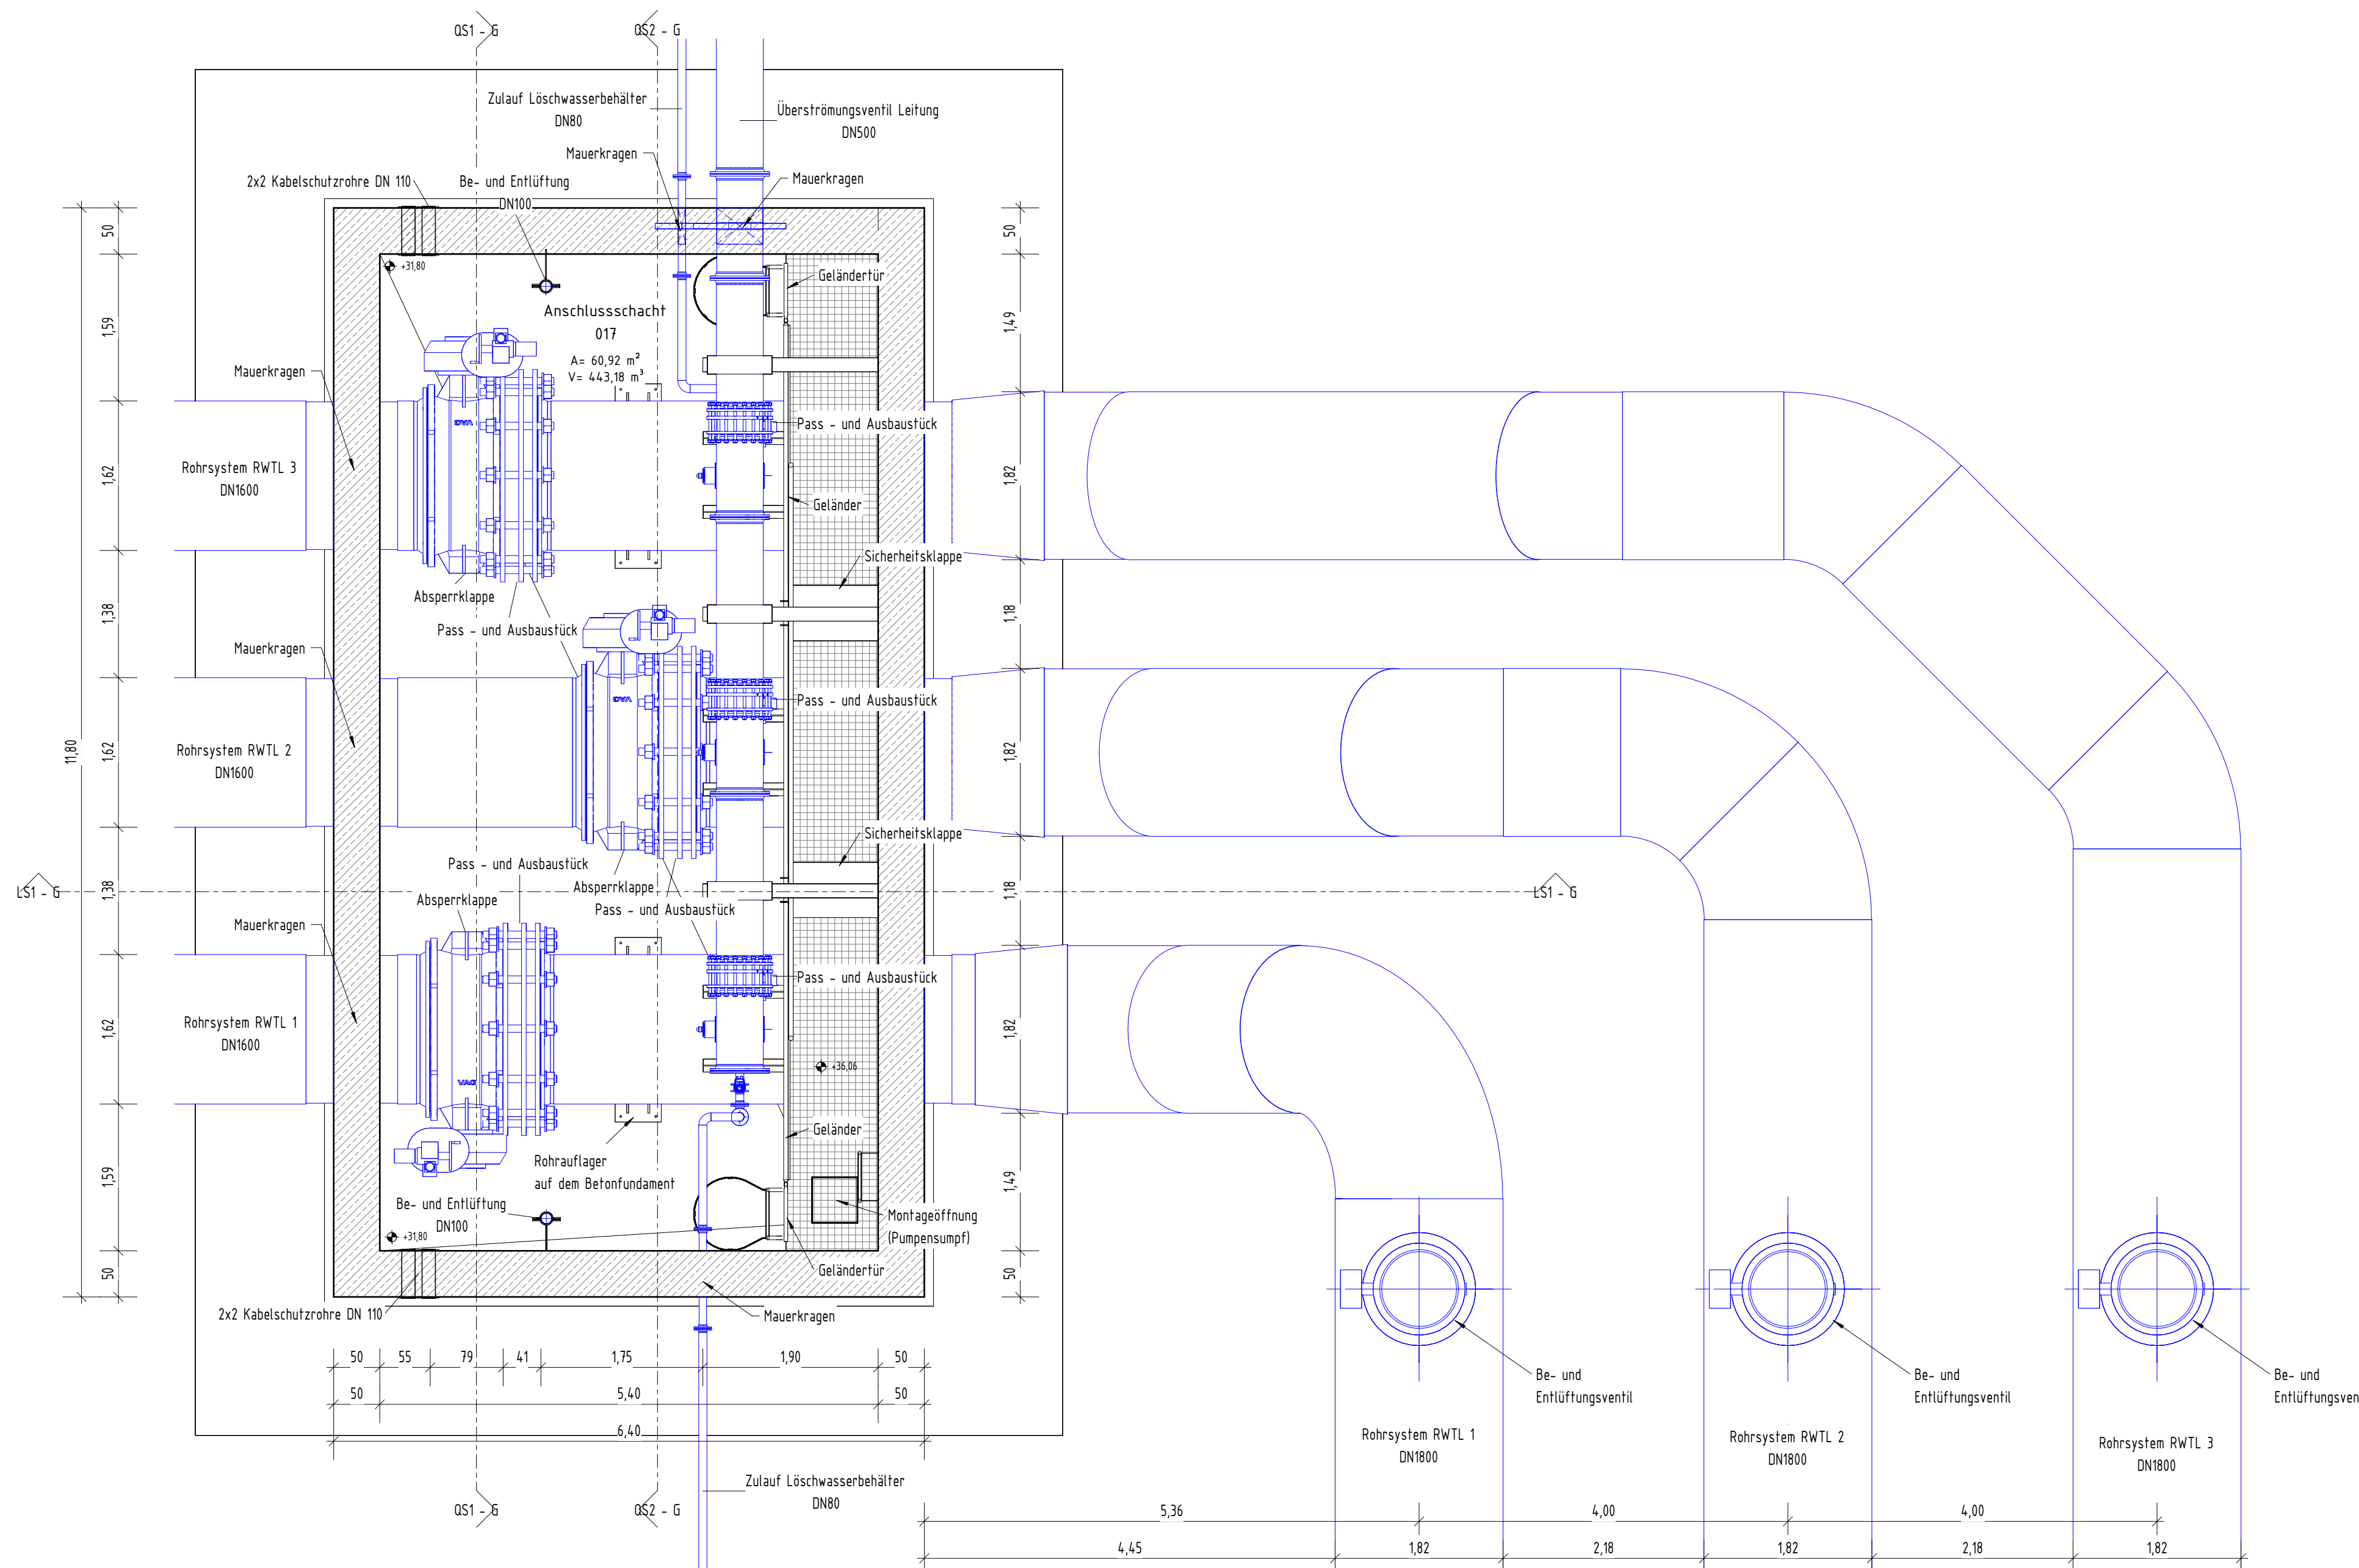 QS1 - G
QS2 - G
Zulauf Löschwasserbehälter
DN80
Überströmungsventil Leitung
DN500
Mauerkragen
2x2 Kabelschutzrohre DN 110
Be- und Entlüftung
DN100
Mauerkragen
50
50
+31,80
Geländertür
Anschlussschacht
017
A= 60,92 m²
V= 443,18 m³
1,59
1,49
Mauerkragen
VAG
Pass - und Ausbaustück
Rohrsystem RWTL 3
DN1600
1,62
1,82
Geländer
Sicherheitsklappe
Absperrklappe
1,38
1,18
Pass - und Ausbaustück
Mauerkragen
VAG
Pass - und Ausbaustück
11,80
Rohrsystem RWTL 2
DN1600
1,62
1,82
Sicherheitsklappe
Pass - und Ausbaustück
LS1 - G
1,38
Absperrklappe
Absperrklappe
1,18
LS1 - G
Pass - und Ausbaustück
Mauerkragen
Pass - und Ausbaustück
Rohrsystem RWTL 1
DN1600
1,62
1,82
+36,06
VAG
Geländer
Rohrauflager
auf dem Betonfundament
1,59
1,49
Be- und Entlüftung
DN100
Montageöffnung
(Pumpensumpf)
+31,80
Geländertür
50
50
2x2 Kabelschutzrohre DN 110
Mauerkragen
50
55
79
41
1,75
1,90
50
50
5,40
50
6,40
Be- und
Entlüftungsventil
Be- und
Entlüftungsventil
Be- und
Entlüftungsven
Rohrsystem RWTL 1
DN1800
Rohrsystem RWTL 2
DN1800
Rohrsystem RWTL 3
DN1800
Zulauf Löschwasserbehälter
DN80
QS1 - G
QS2 - G
5,36
4,00
4,00
4,45
1,82
2,18
1,82
2,18
1,82